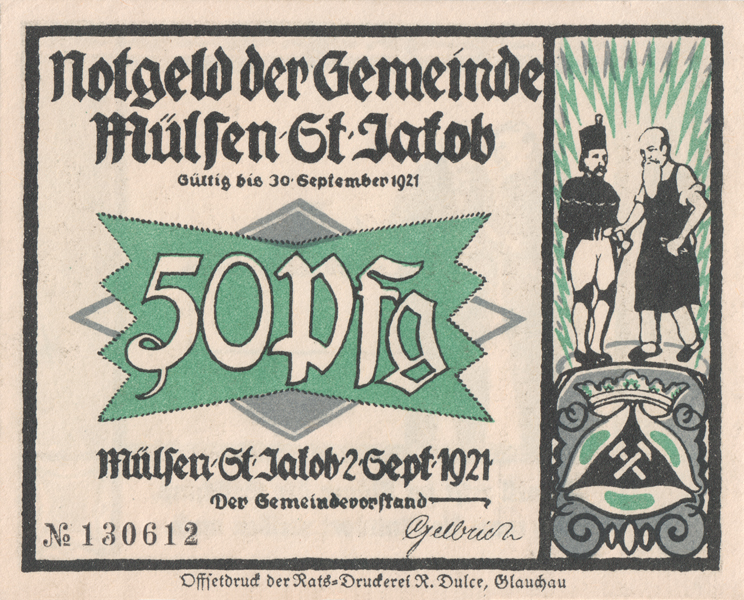 Notgeld der Gemeinde
Mülsen·St·Jakob
Gültig bis 30·September 1921
50 Pfg
Mülsen·St·Jakob 2·Sept·1921
Der Gemeindevorstand
№ 130612
Gelbrich
Offsetdruck der Rats-Druckerei R. Dulce, Glauchau